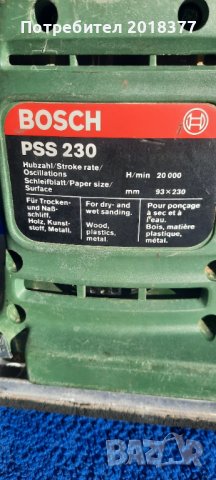 Потребител 2018377
BOSCH
PSS 230
Hubzahl/Stroke rate/
Oscillations H/min 20 000
Schleifblatt/Paper size/
Surface mm 93 x 230
Für Trocken-
und Naß-
schliff.
Holz, Kunst-
stoff, Metall.
For dry- and
wet sanding.
Wood,
plastics,
metal.
Pour ponçage
à sec et à
l'eau.
Bois, matière
plastique,
métal.
BAZAR